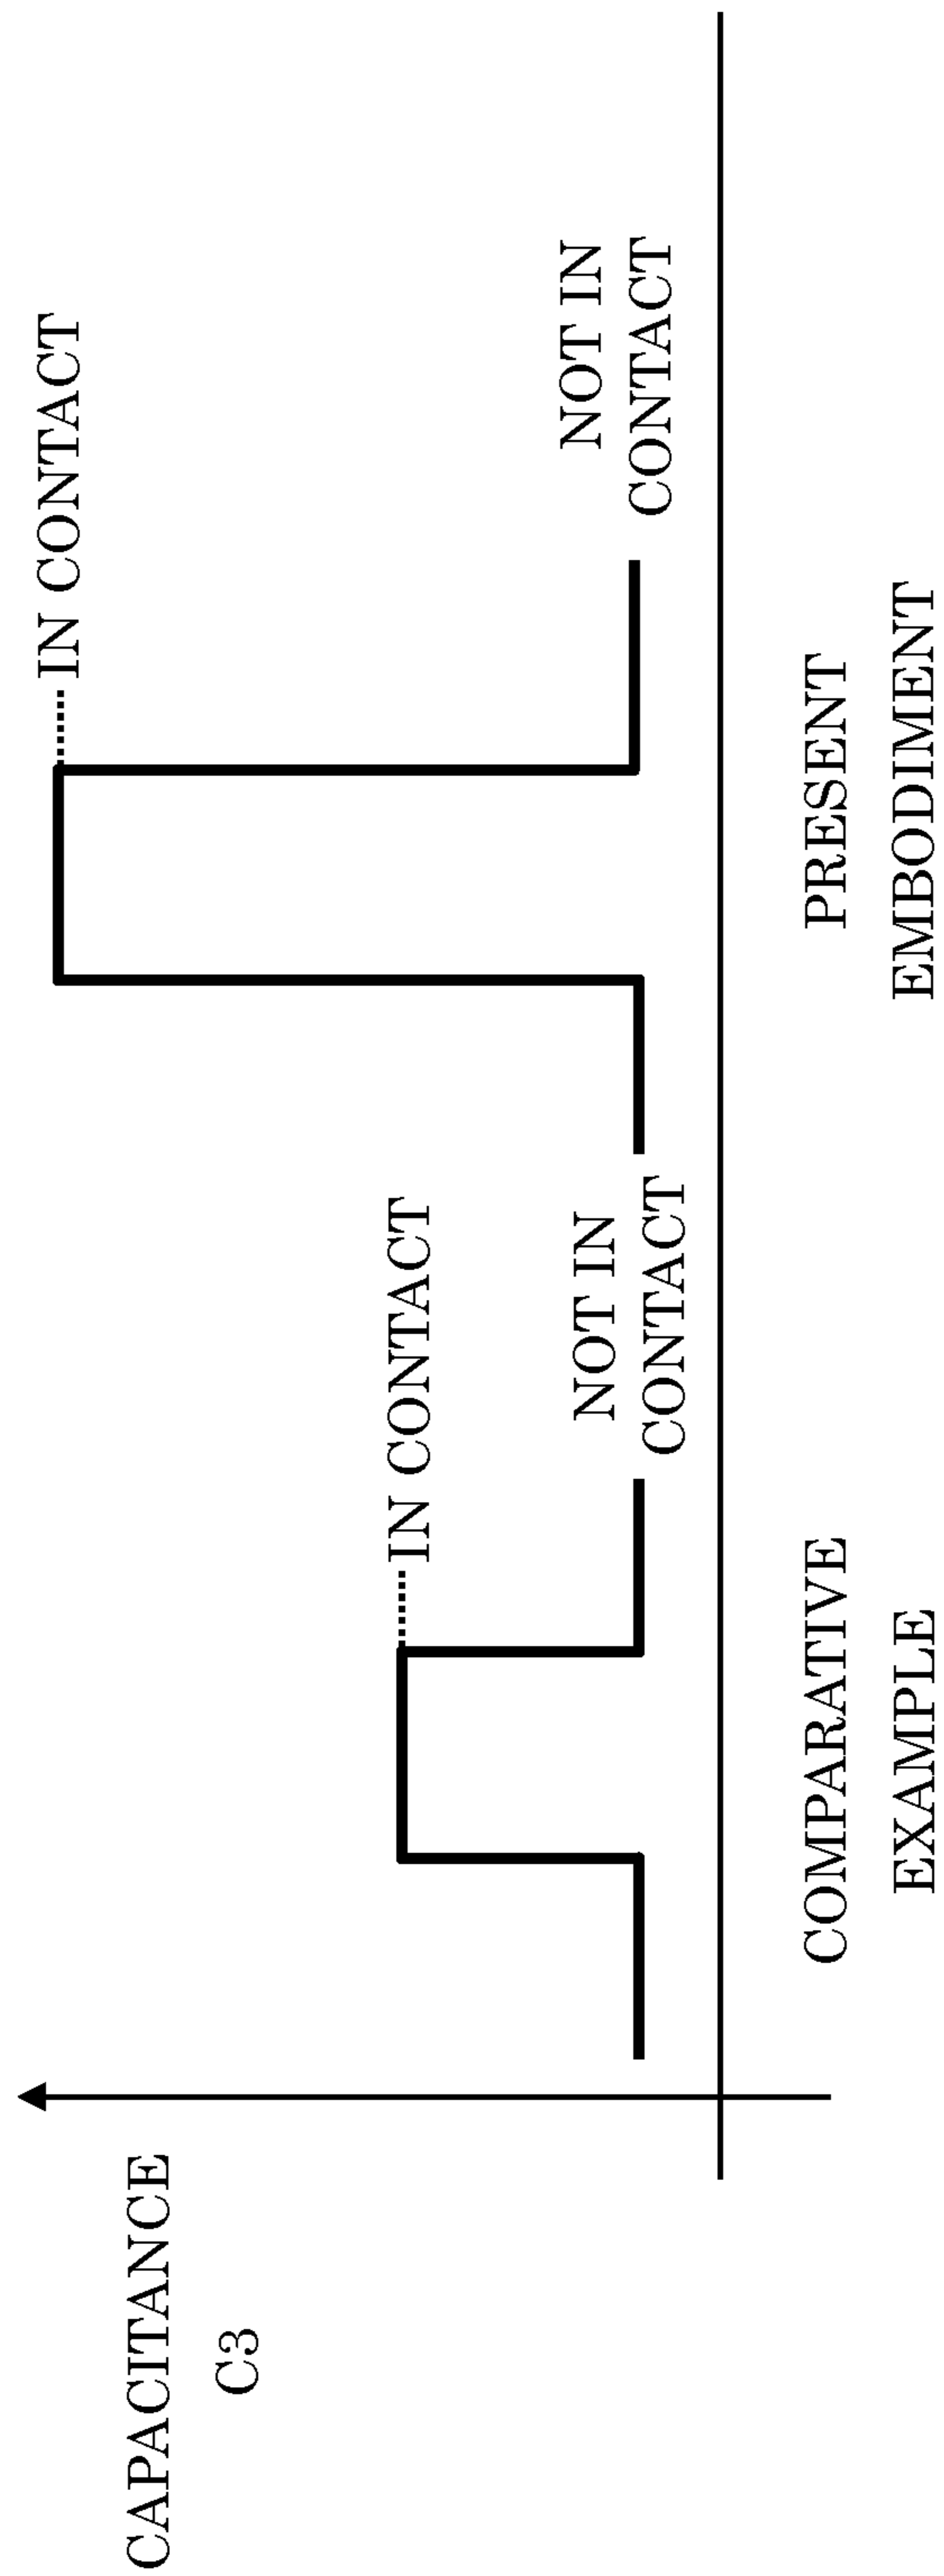 CAPACITANCE
C3
IN CONTACT
NOT IN
CONTACT
IN CONTACT
NOT IN
CONTACT
COMPARATIVE
EXAMPLE
PRESENT
EMBODIMENT